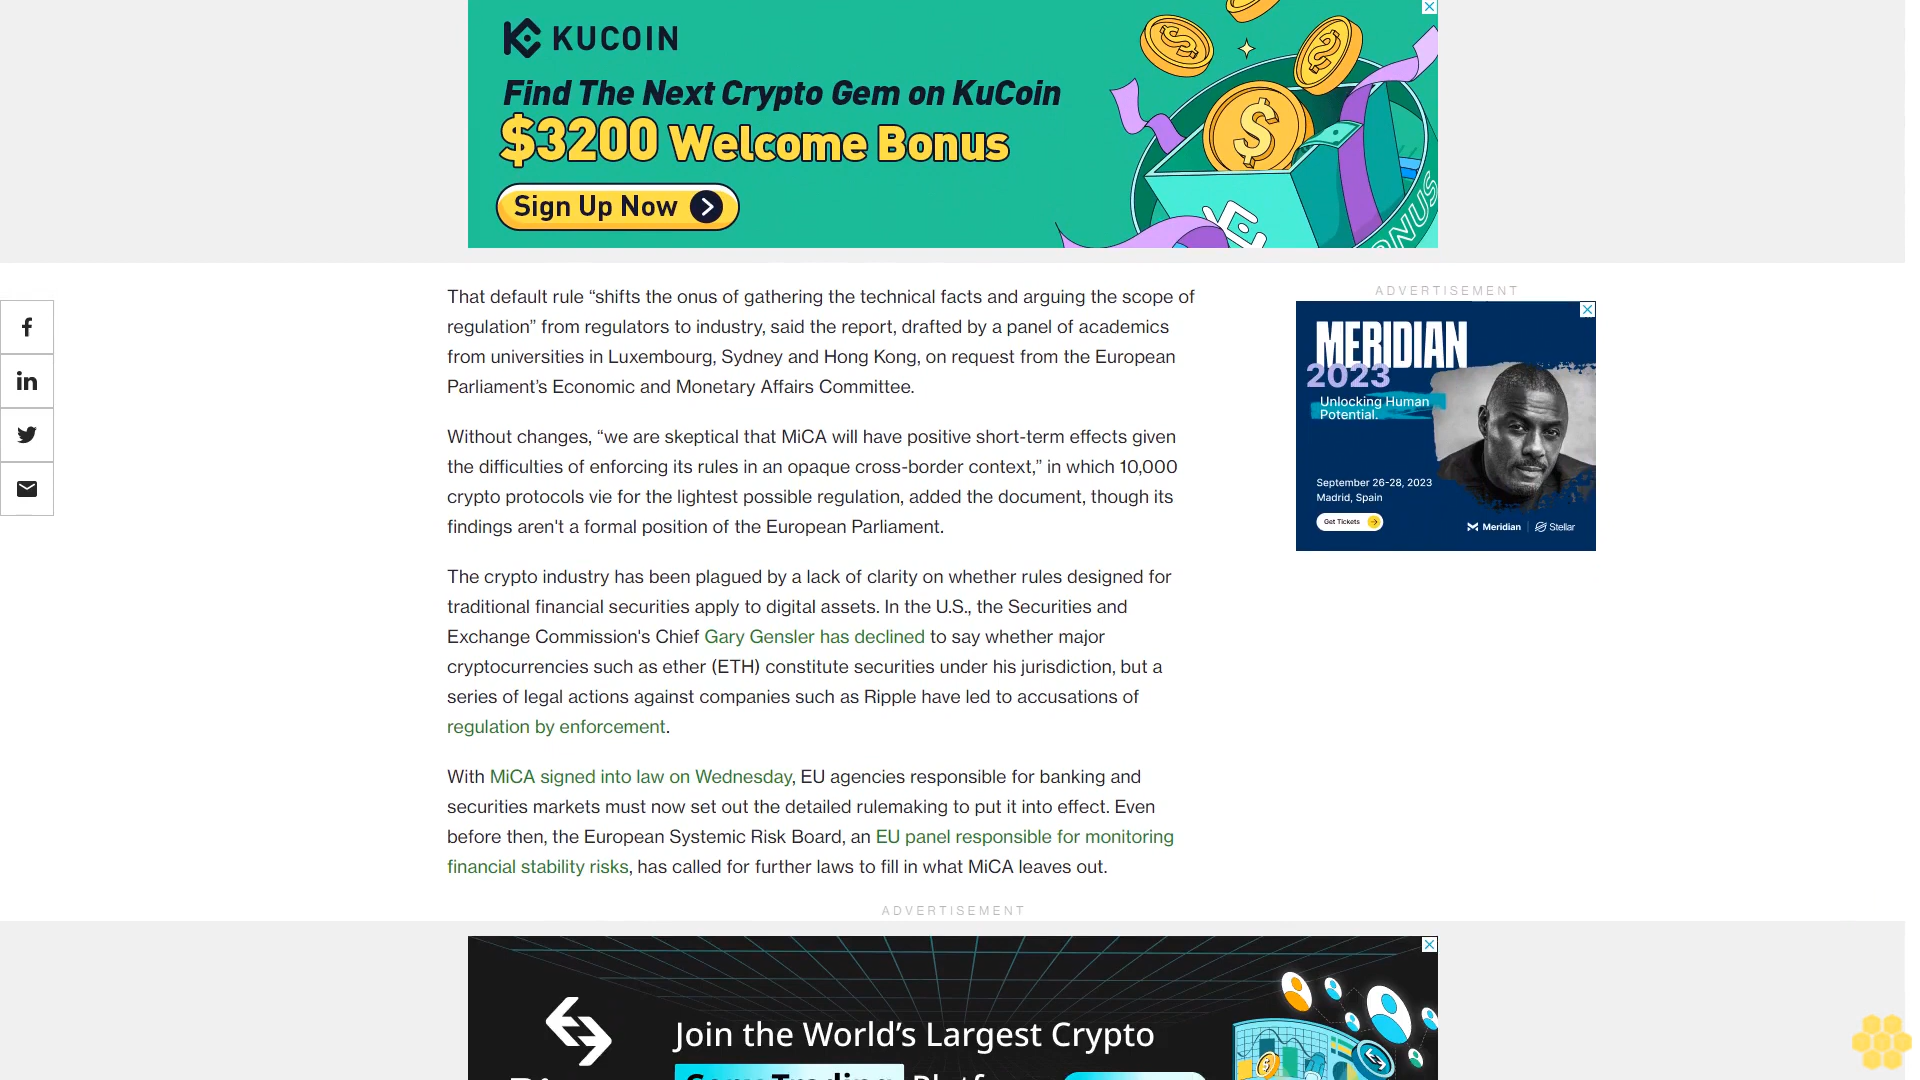 KUCOIN
Find The Next Crypto Gem on KuCoin
$3200 Welcome Bonus
Sign Up Now
BONUS
That default rule “shifts the onus of gathering the technical facts and arguing the scope of
regulation” from regulators to industry, said the report, drafted by a panel of academics
from universities in Luxembourg, Sydney and Hong Kong, on request from the European
Parliament’s Economic and Monetary Affairs Committee.
Without changes, “we are skeptical that MiCA will have positive short-term effects given
the difficulties of enforcing its rules in an opaque cross-border context,” in which 10,000
crypto protocols vie for the lightest possible regulation, added the document, though its
findings aren't a formal position of the European Parliament.
The crypto industry has been plagued by a lack of clarity on whether rules designed for
traditional financial securities apply to digital assets. In the U.S., the Securities and
Exchange Commission's Chief Gary Gensler has declined to say whether major
cryptocurrencies such as ether (ETH) constitute securities under his jurisdiction, but a
series of legal actions against companies such as Ripple have led to accusations of
regulation by enforcement.
With MiCA signed into law on Wednesday, EU agencies responsible for banking and
securities markets must now set out the detailed rulemaking to put it into effect. Even
before then, the European Systemic Risk Board, an EU panel responsible for monitoring
financial stability risks, has called for further laws to fill in what MiCA leaves out.
ADVERTISEMENT
MERIDIAN
2023
Unlocking Human
Potential.
September 26-28, 2023
Madrid, Spain
Get Tickets
Meridian
Stellar
ADVERTISEMENT
Join the World’s Largest Crypto